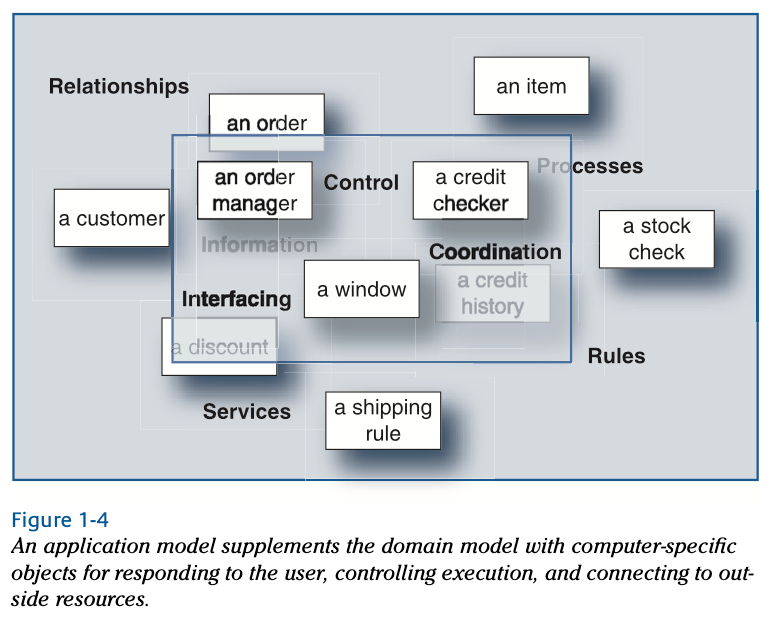 Relationships
an item
an order
Processes
an order
manager
Control
a credit
checker
a customer
a stock
check
Information
Coordination
a credit
history
Interfacing
a window
a discount
Rules
Services
a shipping
rule
Figure 1-4
An application model supplements the domain model with computer-specific
objects for responding to the user, controlling execution, and connecting to out-
side resources.